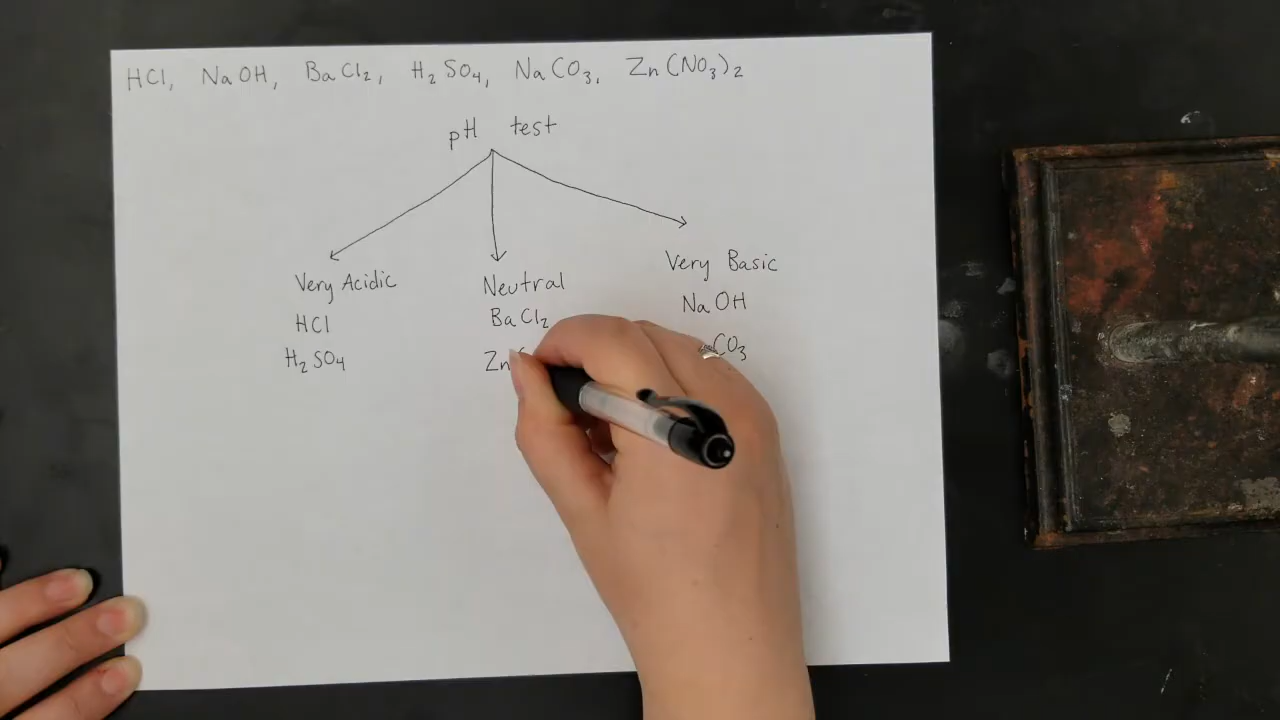 HCl, NaOH, BaCl₂, H₂SO₄, NaCO₃, Zn(NO₃)₂
pH test
Very Acidic
HCl
H₂SO₄
Neutral
BaCl₂
Zn(
Very Basic
NaOH
CO₃